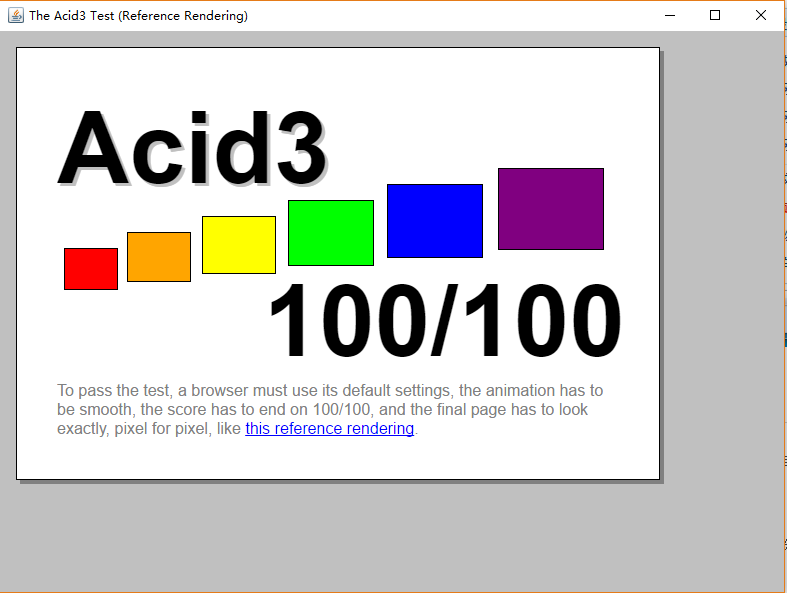 The Acid3 Test (Reference Rendering)
Acid3
100/100
To pass the test, a browser must use its default settings, the animation has to
be smooth, the score has to end on 100/100, and the final page has to look
exactly, pixel for pixel, like this reference rendering.